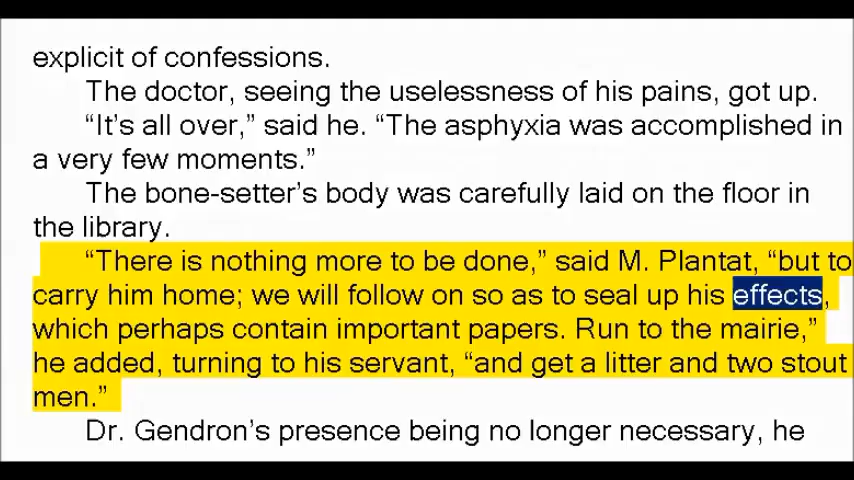 explicit of confessions.
The doctor, seeing the uselessness of his pains, got up.
“It’s all over,” said he. “The asphyxia was accomplished in
a very few moments.”
The bone-setter’s body was carefully laid on the floor in
the library.
“There is nothing more to be done,” said M. Plantat, “but to
carry him home; we will follow on so as to seal up his effects,
which perhaps contain important papers. Run to the mairie,”
he added, turning to his servant, “and get a litter and two stout
men.”
Dr. Gendron’s presence being no longer necessary, he